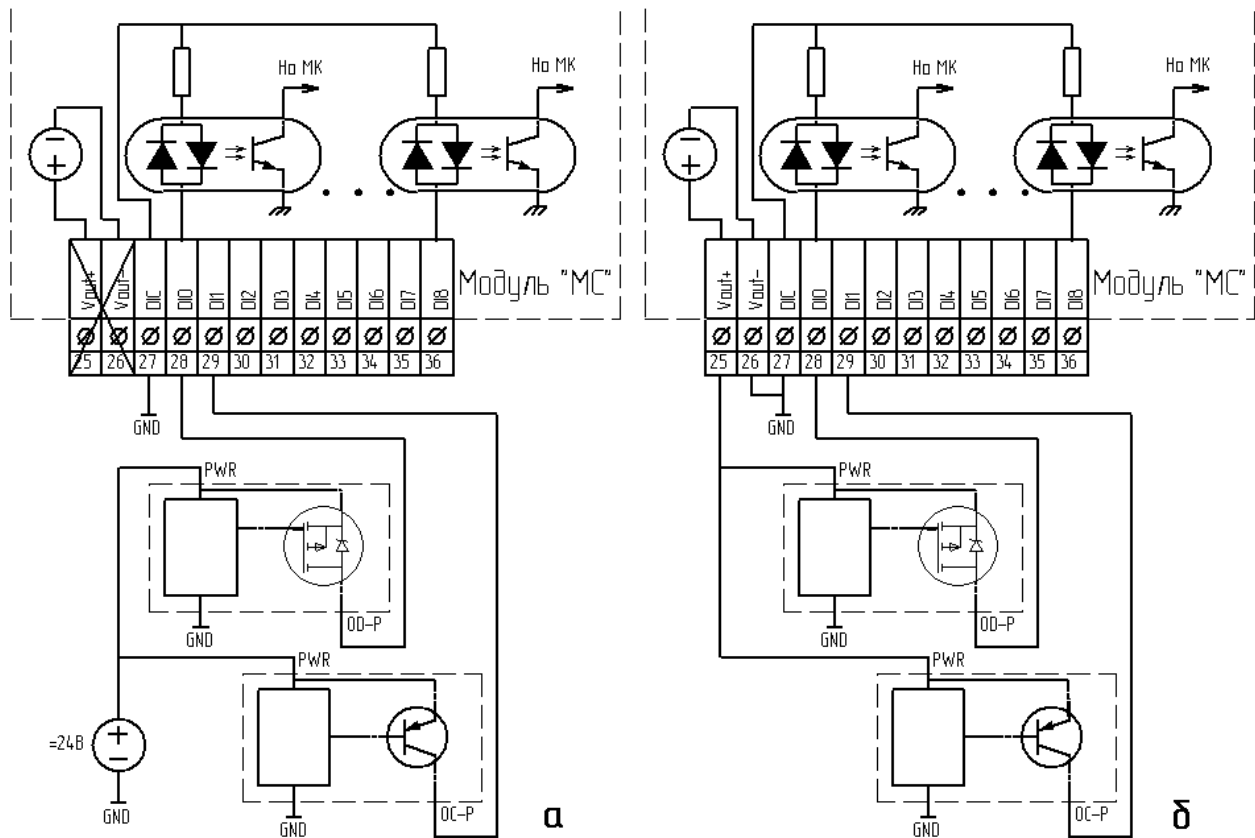 На МК
На МК
На МК
На МК
− + − +
Vout+ Vout− DIC DI0 DI1 DI2 DI3 DI4 DI5 DI6 DI7 DI8 Модуль "МС"
Vout+ Vout− DIC DI0 DI1 DI2 DI3 DI4 DI5 DI6 DI7 DI8 Модуль "МС"
25 26 27 28 29 30 31 32 33 34 35 36
25 26 27 28 29 30 31 32 33 34 35 36
GND
GND
PWR
PWR
OD-P
OD-P
GND
GND
PWR
PWR
=24В
+
−
GND
GND
OC-P
GND
OC-P
а
б